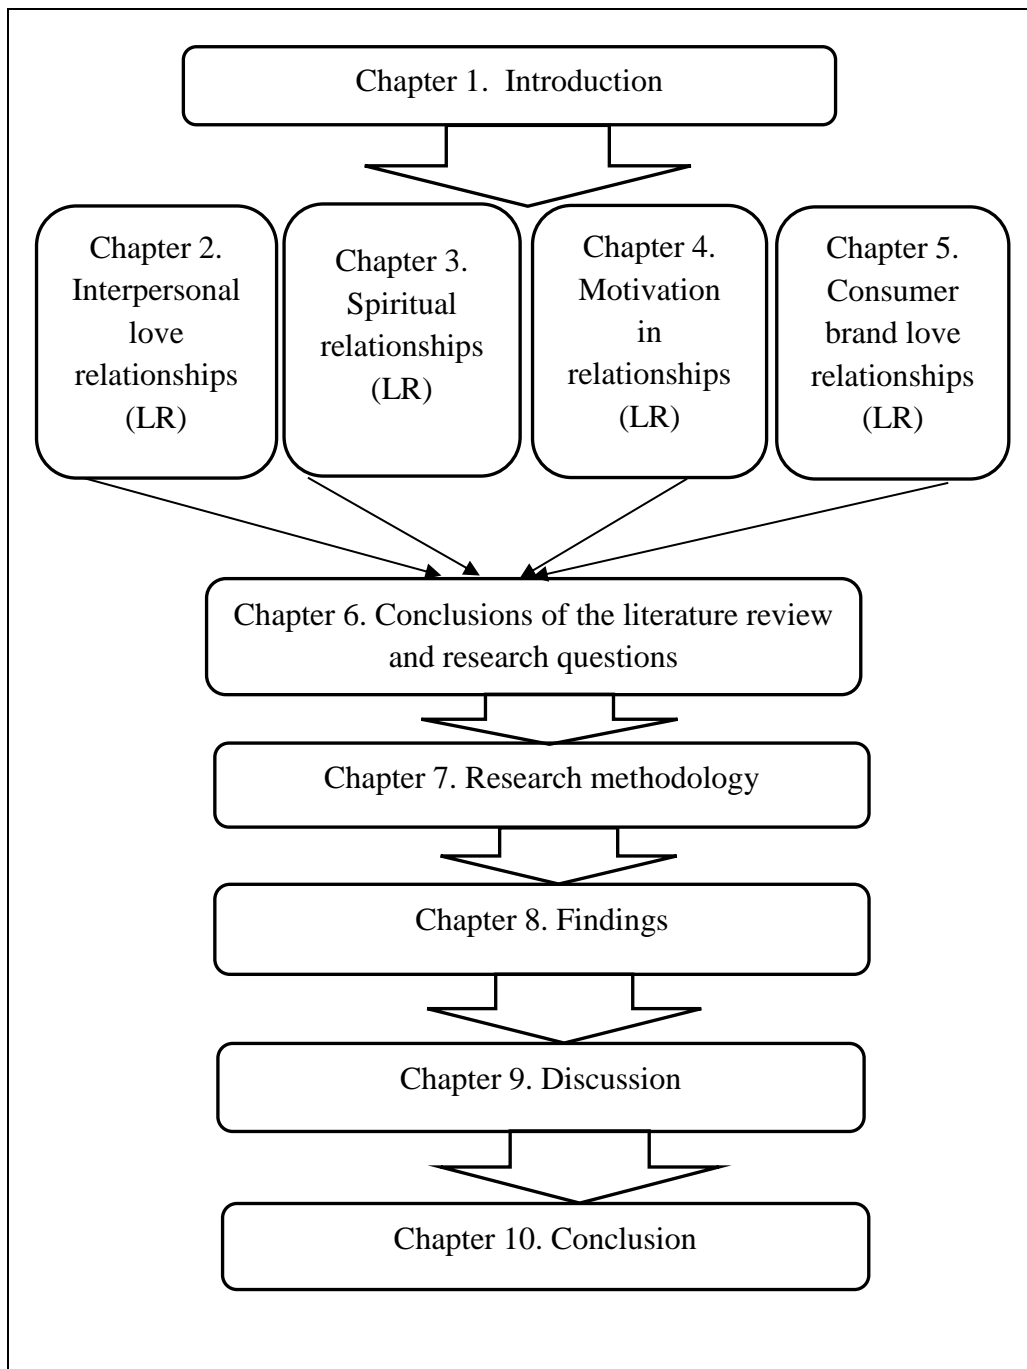 Chapter 1.  Introduction
Chapter 2.
Interpersonal
love
relationships
(LR)
Chapter 3.
Spiritual
relationships
(LR)
Chapter 4.
Motivation
in
relationships
(LR)
Chapter 5.
Consumer
brand love
relationships
(LR)
Chapter 6. Conclusions of the literature review
and research questions
Chapter 7. Research methodology
Chapter 8. Findings
Chapter 9. Discussion
Chapter 10. Conclusion